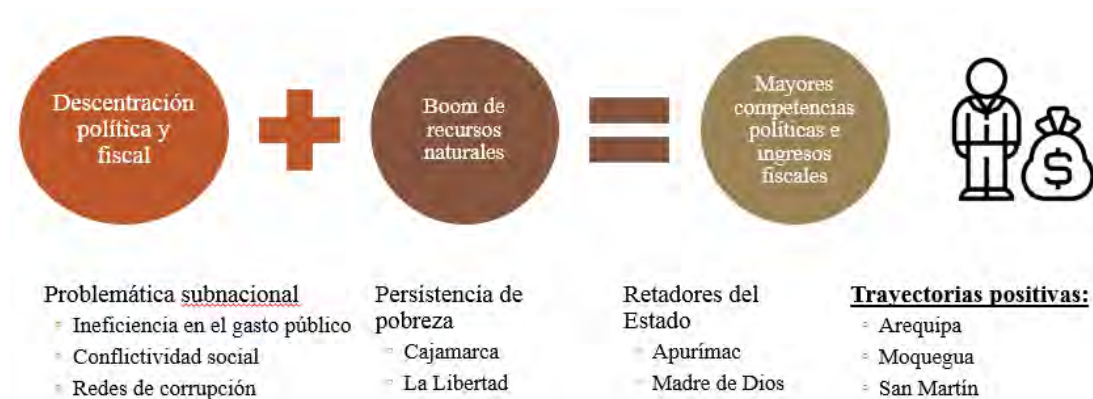 Descentración
política y
fiscal
Boom de
recursos
naturales
Mayores
competencias
políticas e
ingresos
fiscales
$
Problemática subnacional
Ineficiencia en el gasto público
Conflictividad social
Redes de corrupción
Persistencia de
pobreza
Cajamarca
La Libertad
Retadores del
Estado
Apurímac
Madre de Dios
Trayectorias positivas:
Arequipa
Moquegua
San Martín